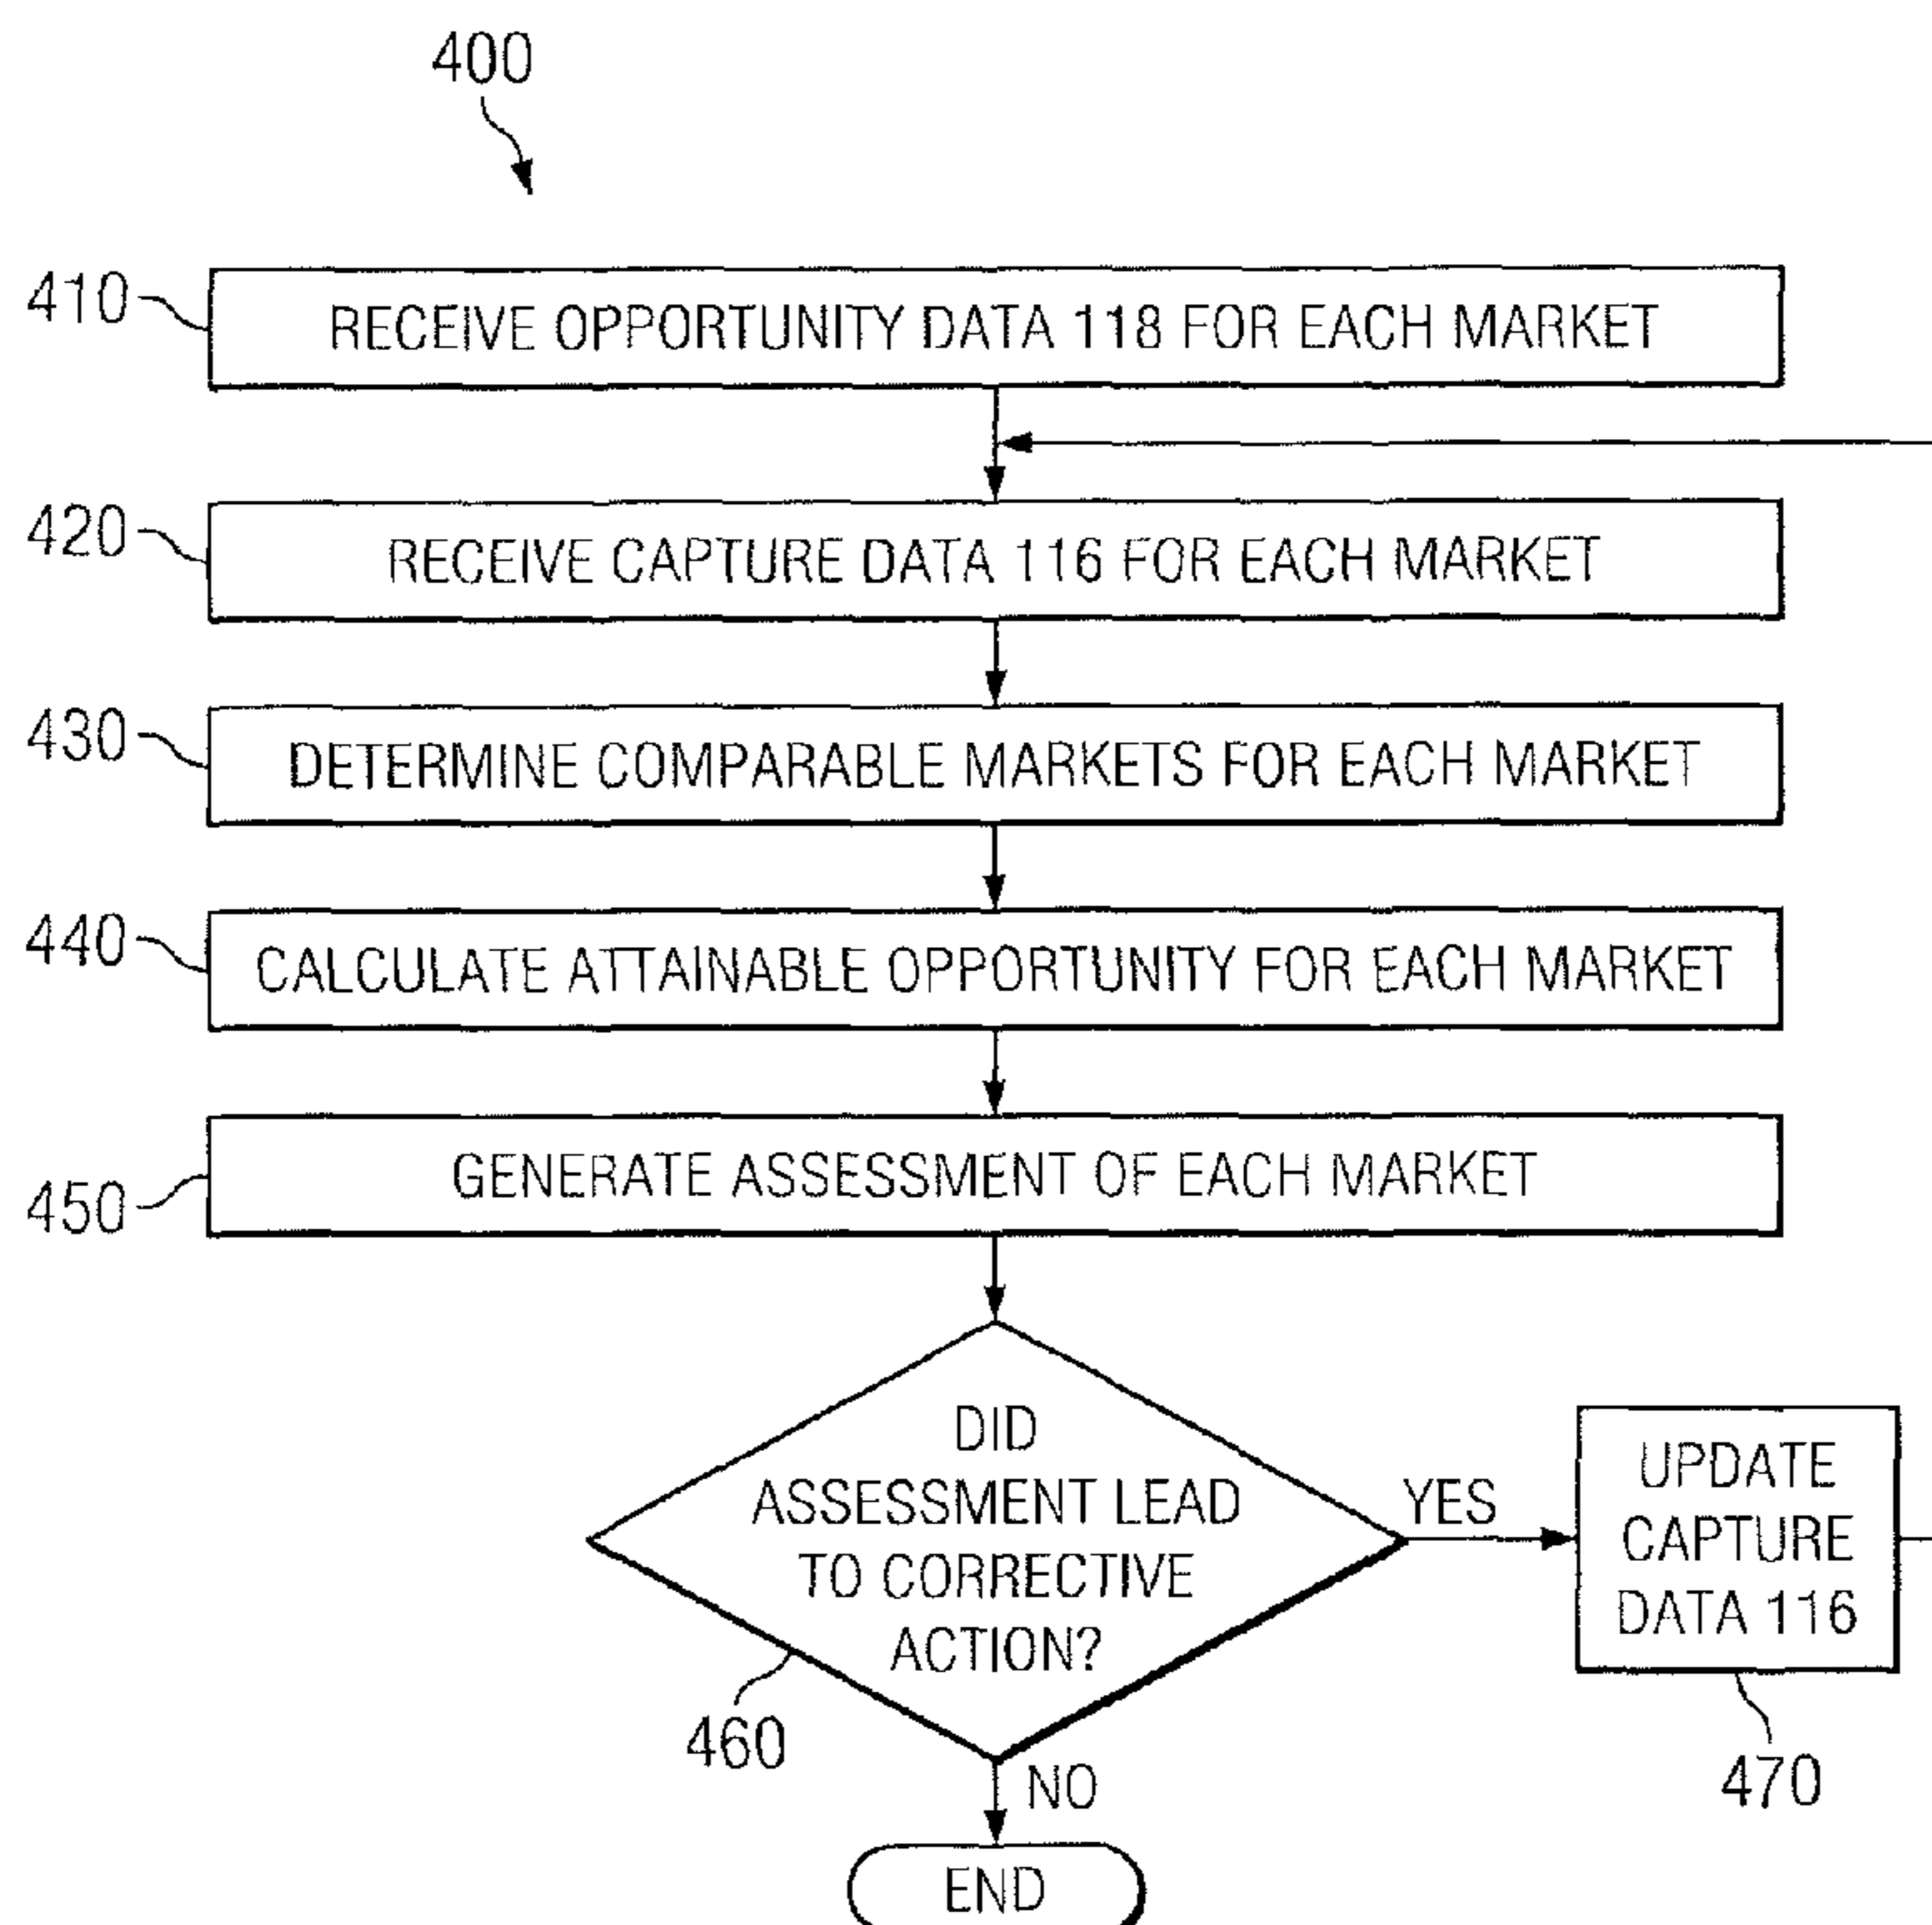 400
410
RECEIVE OPPORTUNITY DATA 118 FOR EACH MARKET
420
RECEIVE CAPTURE DATA 116 FOR EACH MARKET
430
DETERMINE COMPARABLE MARKETS FOR EACH MARKET
440
CALCULATE ATTAINABLE OPPORTUNITY FOR EACH MARKET
450
GENERATE ASSESSMENT OF EACH MARKET
DID
ASSESSMENT LEAD
TO CORRECTIVE
ACTION?
460
YES
UPDATE
CAPTURE
DATA 116
470
NO
END